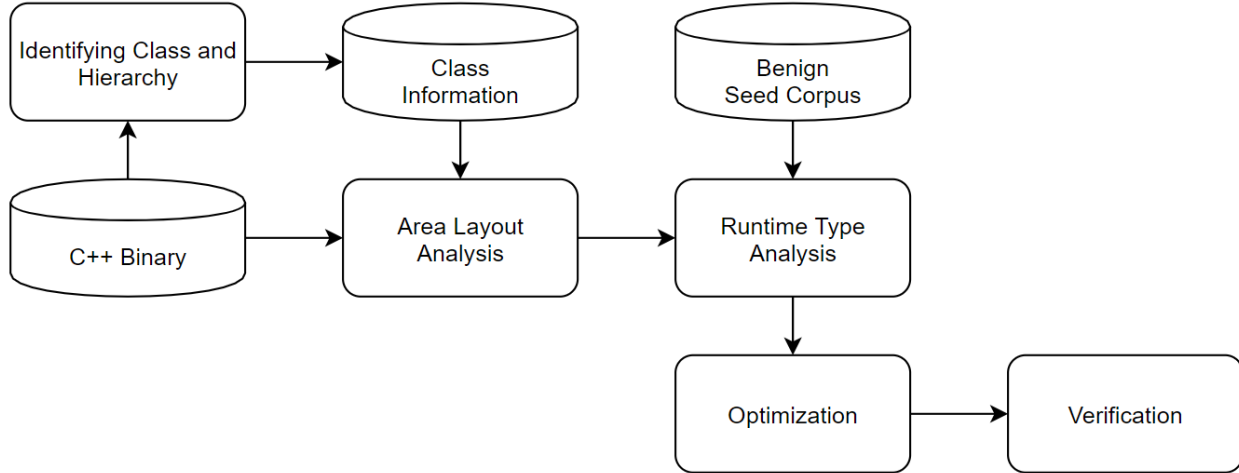 Identifying Class and
Hierarchy
Class
Information
Benign
Seed Corpus
C++ Binary
Area Layout
Analysis
Runtime Type
Analysis
Optimization
Verification